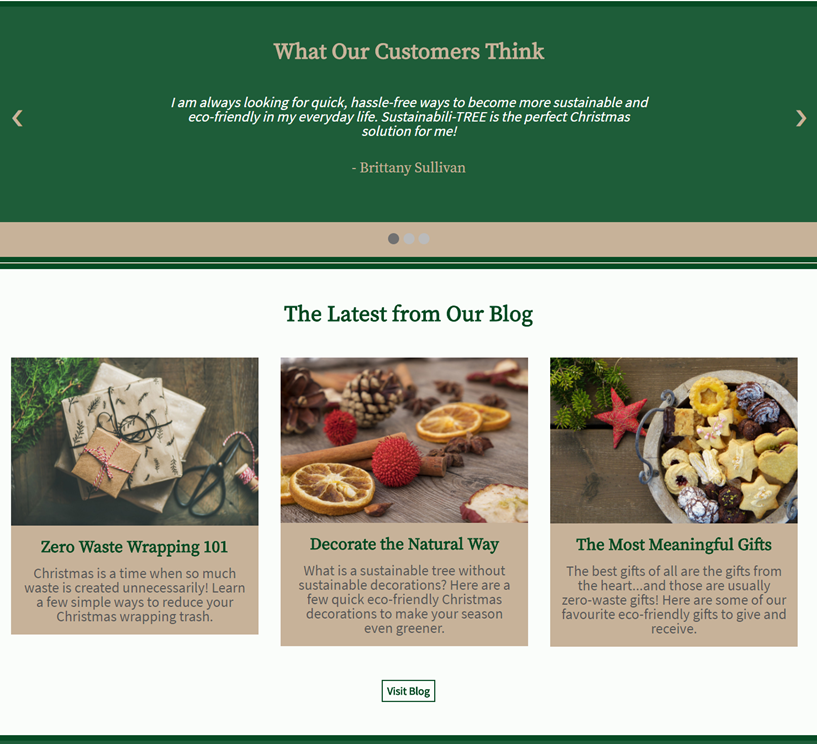 What Our Customers Think
I am always looking for quick, hassle-free ways to become more sustainable and
eco-friendly in my everyday life. Sustainabili-TREE is the perfect Christmas
solution for me!
- Brittany Sullivan
The Latest from Our Blog
Zero Waste Wrapping 101
Christmas is a time when so much
waste is created unnecessarily! Learn
a few simple ways to reduce your
Christmas wrapping trash.
Decorate the Natural Way
What is a sustainable tree without
sustainable decorations? Here are a
few quick eco-friendly Christmas
decorations to make your season
even greener.
The Most Meaningful Gifts
The best gifts of all are the gifts from
the heart...and those are usually
zero-waste gifts! Here are some of our
favourite eco-friendly gifts to give and
receive.
Visit Blog